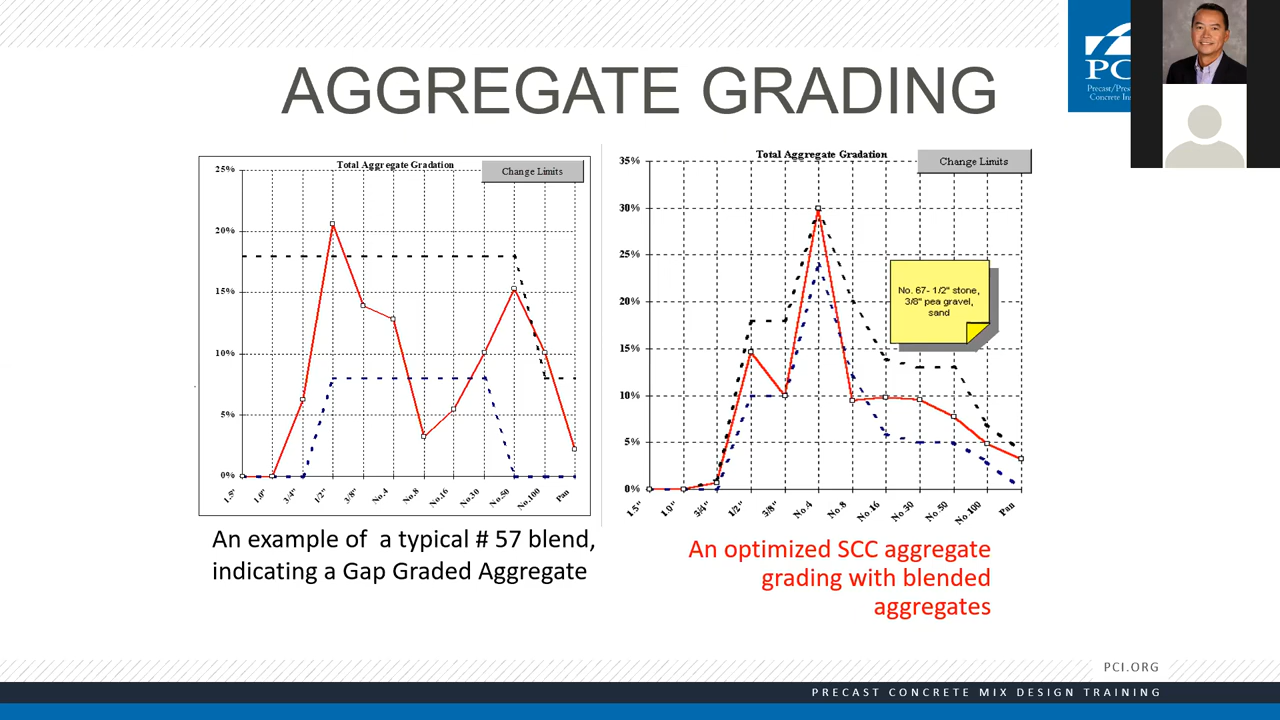 AGGREGATE GRADING
PC
Precast/Pres
Concrete In
Total Aggregate Gradation
Change Limits
25%
20%
15%
10%
5%
0%
1.5"
1.0"
3/4"
1/2"
3/8"
No.4
No.8
No.16
No.30
No.50
No.100
Pan
An example of a typical # 57 blend,
indicating a Gap Graded Aggregate
Total Aggregate Gradation
Change Limits
35%
30%
25%
20%
15%
10%
5%
0%
1.5"
1.0"
3/4"
1/2"
3/8"
No.4
No.8
No.16
No.30
No.50
No.100
Pan
No. 67- 1/2" stone,
3/8" pea gravel,
sand
An optimized SCC aggregate
grading with blended
aggregates
PCI.ORG
PRECAST CONCRETE MIX DESIGN TRAINING